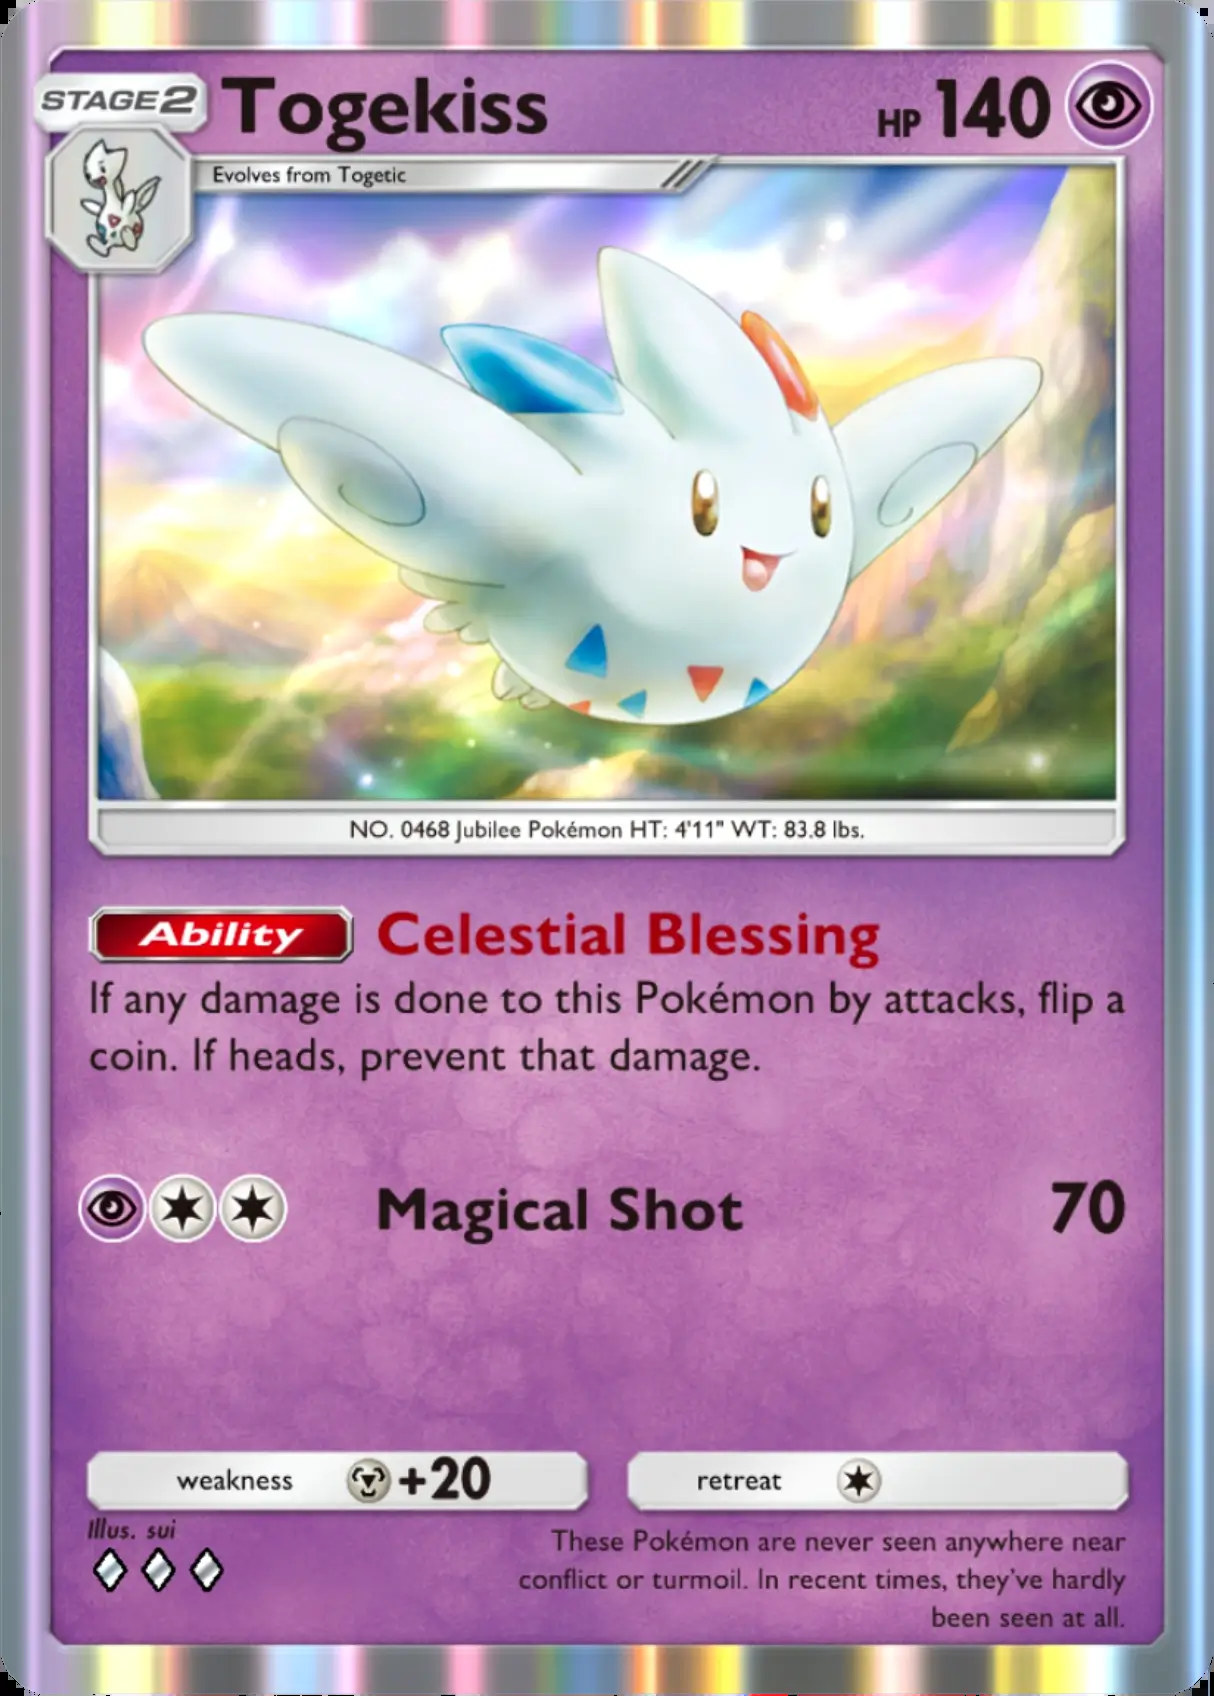 STAGE2
Togekiss
HP 140
Evolves from Togetic
NO. 0468 Jubilee Pokémon HT: 4'11" WT: 83.8 lbs.
Ability Celestial Blessing
If any damage is done to this Pokémon by attacks, flip a
coin. If heads, prevent that damage.
Magical Shot 70
weakness +20
retreat
Illus. sui
These Pokémon are never seen anywhere near
conflict or turmoil. In recent times, they've hardly
been seen at all.